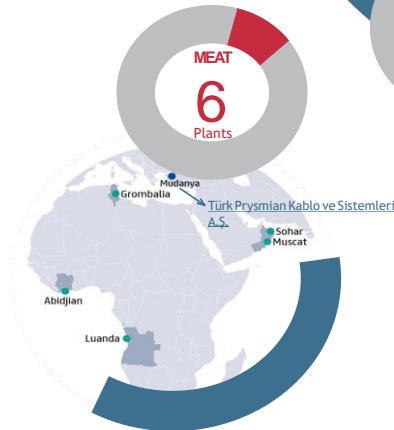 MEAT
6
Plants
Mudanya
Grombalia
Türk Prysmian Kablo ve Sistemleri
A.Ş.
Sohar
Muscat
Abidjian
Luanda